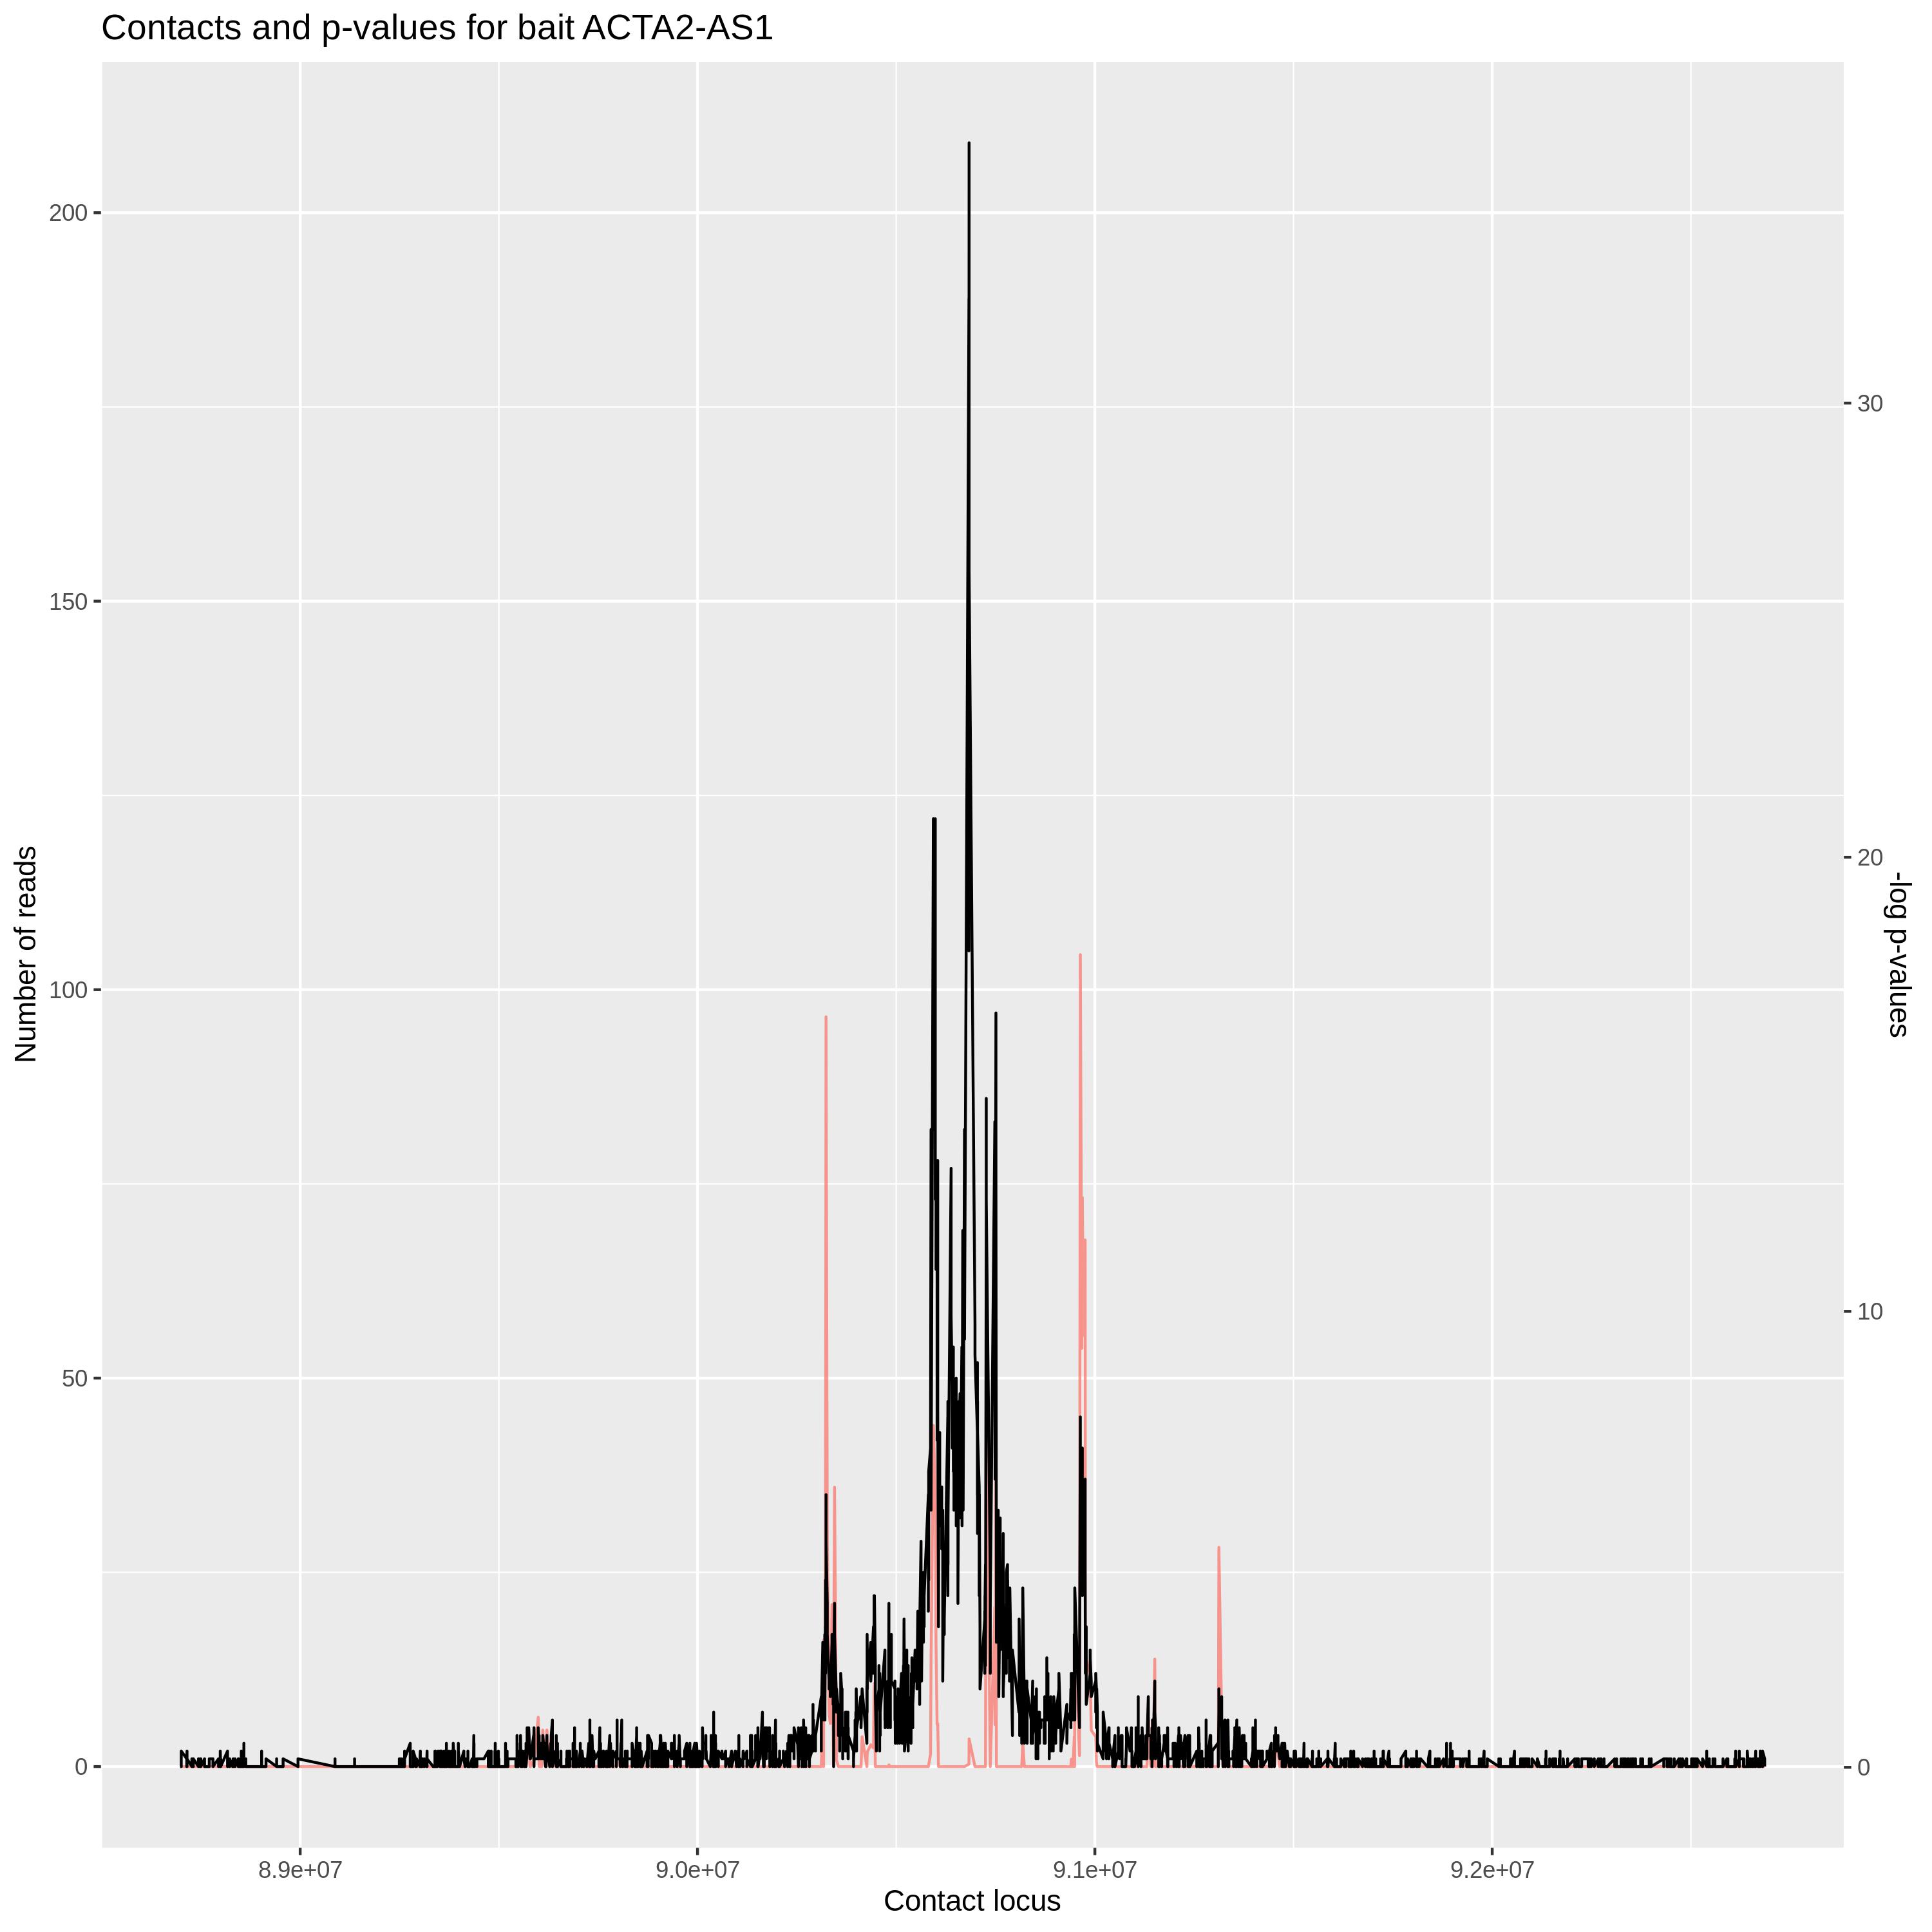 Contacts and p-values for bait ACTA2-AS1
200
150
100
50
0
30
20
10
0
Number of reads
-log p-values
8.9e+07 9.0e+07 9.1e+07 9.2e+07
Contact locus